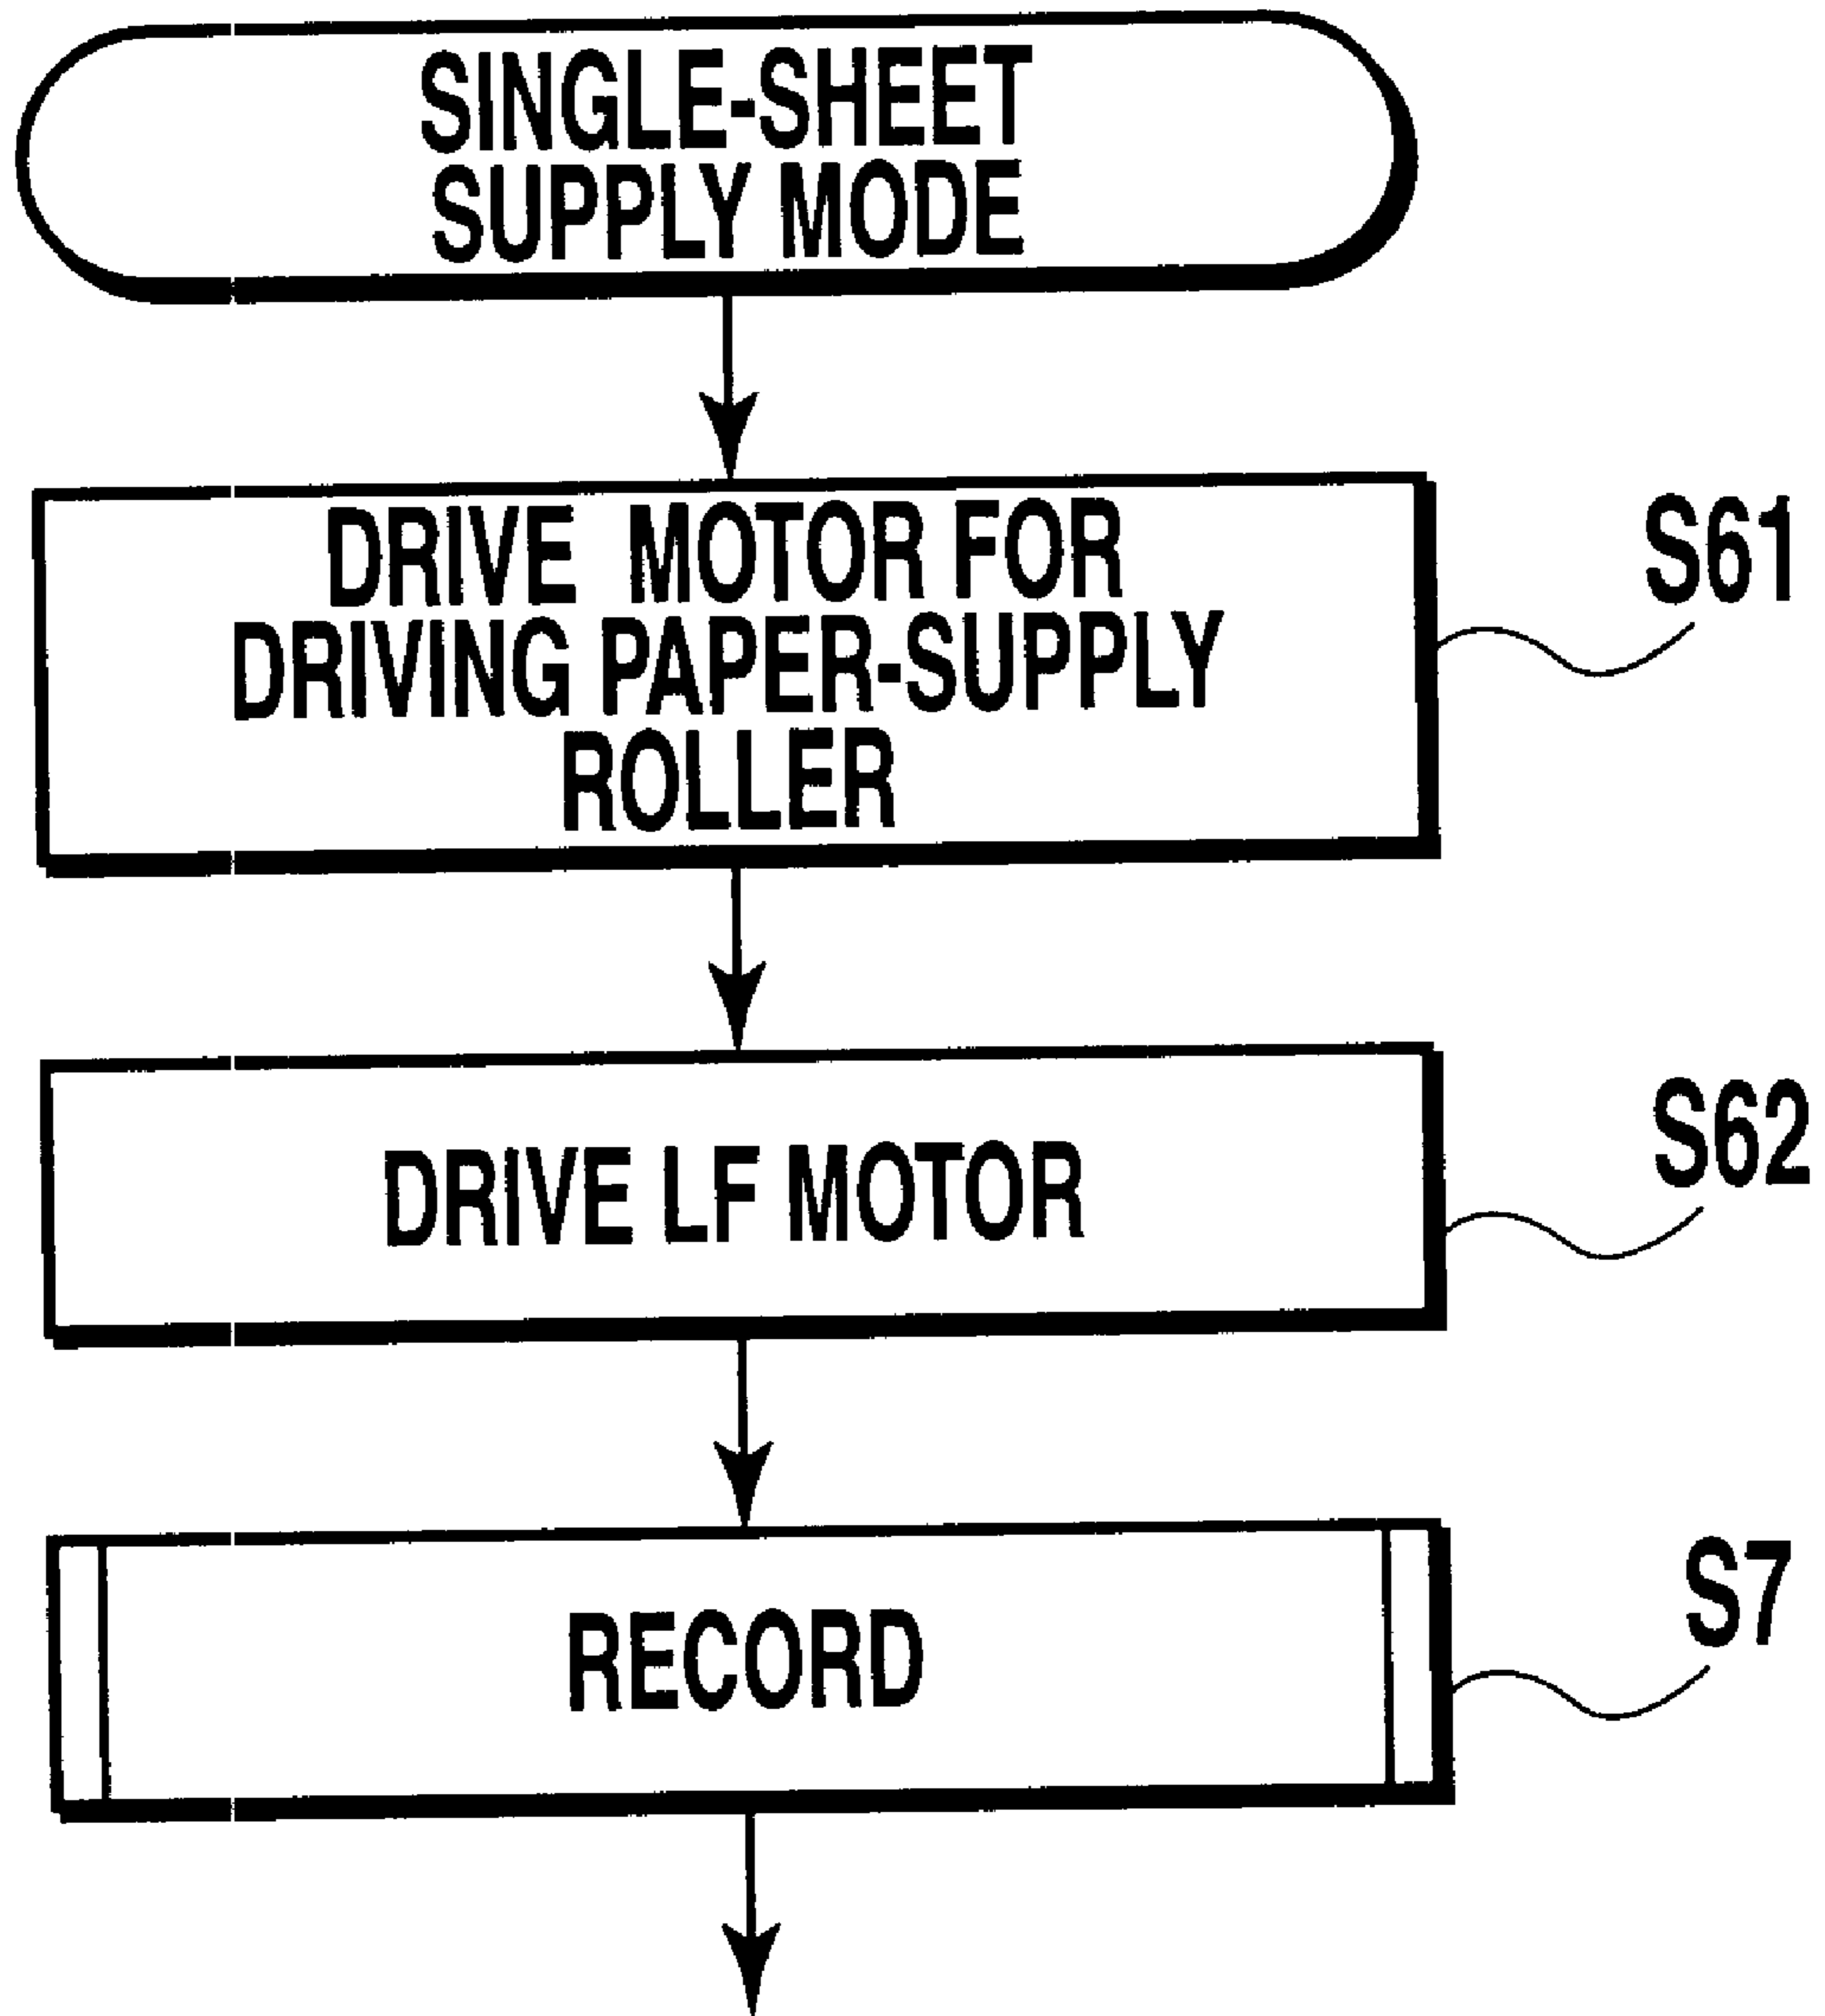 SINGLE-SHEET
SUPPLY MODE
DRIVE MOTOR FOR
DRIVING PAPER-SUPPLY
ROLLER
S61
DRIVE LF MOTOR
S62
RECORD
S7